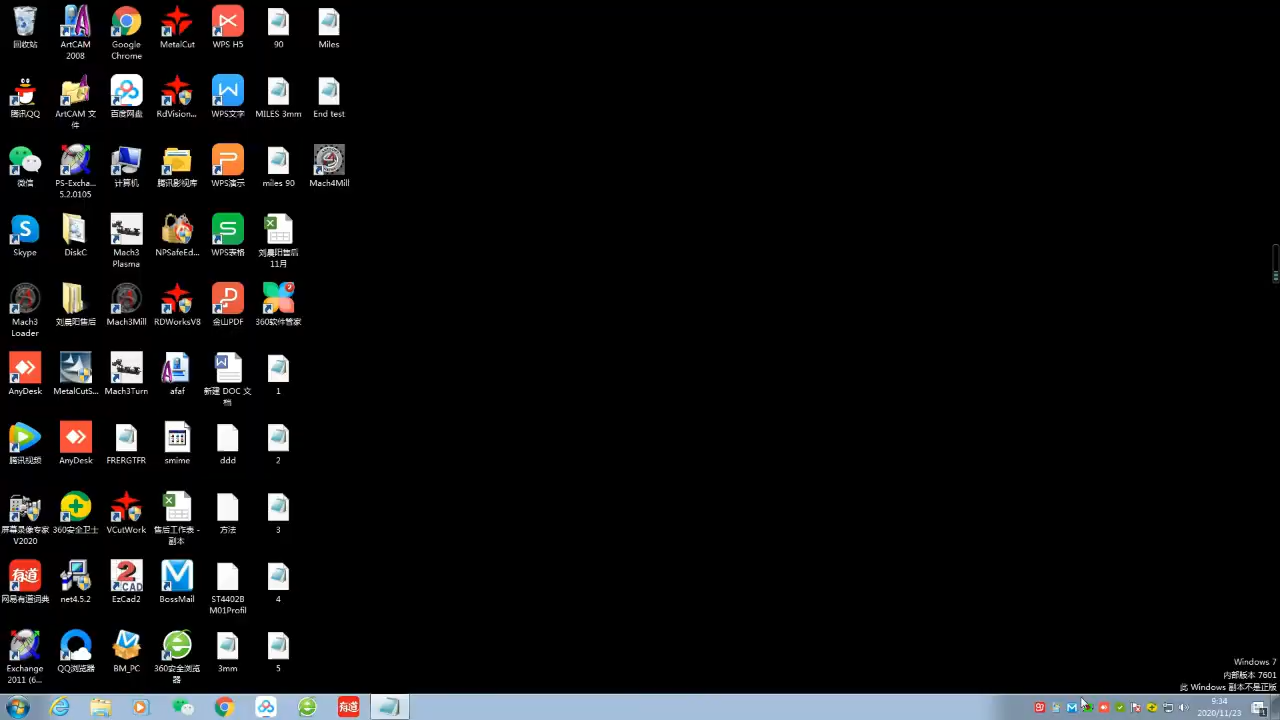 回收站
ArtCAM
2008
Google
Chrome
MetalCut
WPS H5
90
Miles
腾讯QQ
ArtCAM 文
件
百度网盘
RdVision...
WPS文字
MILES 3mm
End test
微信
PS-Excha...
5.2.0105
计算机
腾讯影视库
WPS演示
miles 90
Mach4Mill
Skype
DiskC
Mach3
Plasma
NPSafeEd...
WPS表格
刘晨阳售后
11月
Mach3
Loader
刘晨阳售后
Mach3Mill
RDWorksV8
金山PDF
360软件管家
AnyDesk
MetalCutS...
Mach3Turn
afaf
新建 DOC 文
档
1
腾讯视频
AnyDesk
FRERGTFR
smime
ddd
2
屏幕录像专家
V2020
360安全卫士
VCutWork
售后工作表 -
副本
方法
3
网易有道词典
net4.5.2
EzCad2
BossMail
ST4402B
M01Profil
4
Exchange
2011 (6...
QQ浏览器
BM_PC
360安全浏览
器
3mm
5
Windows 7
内部版本 7601
此 Windows 副本不是正版
有道
9:34
2020/11/23